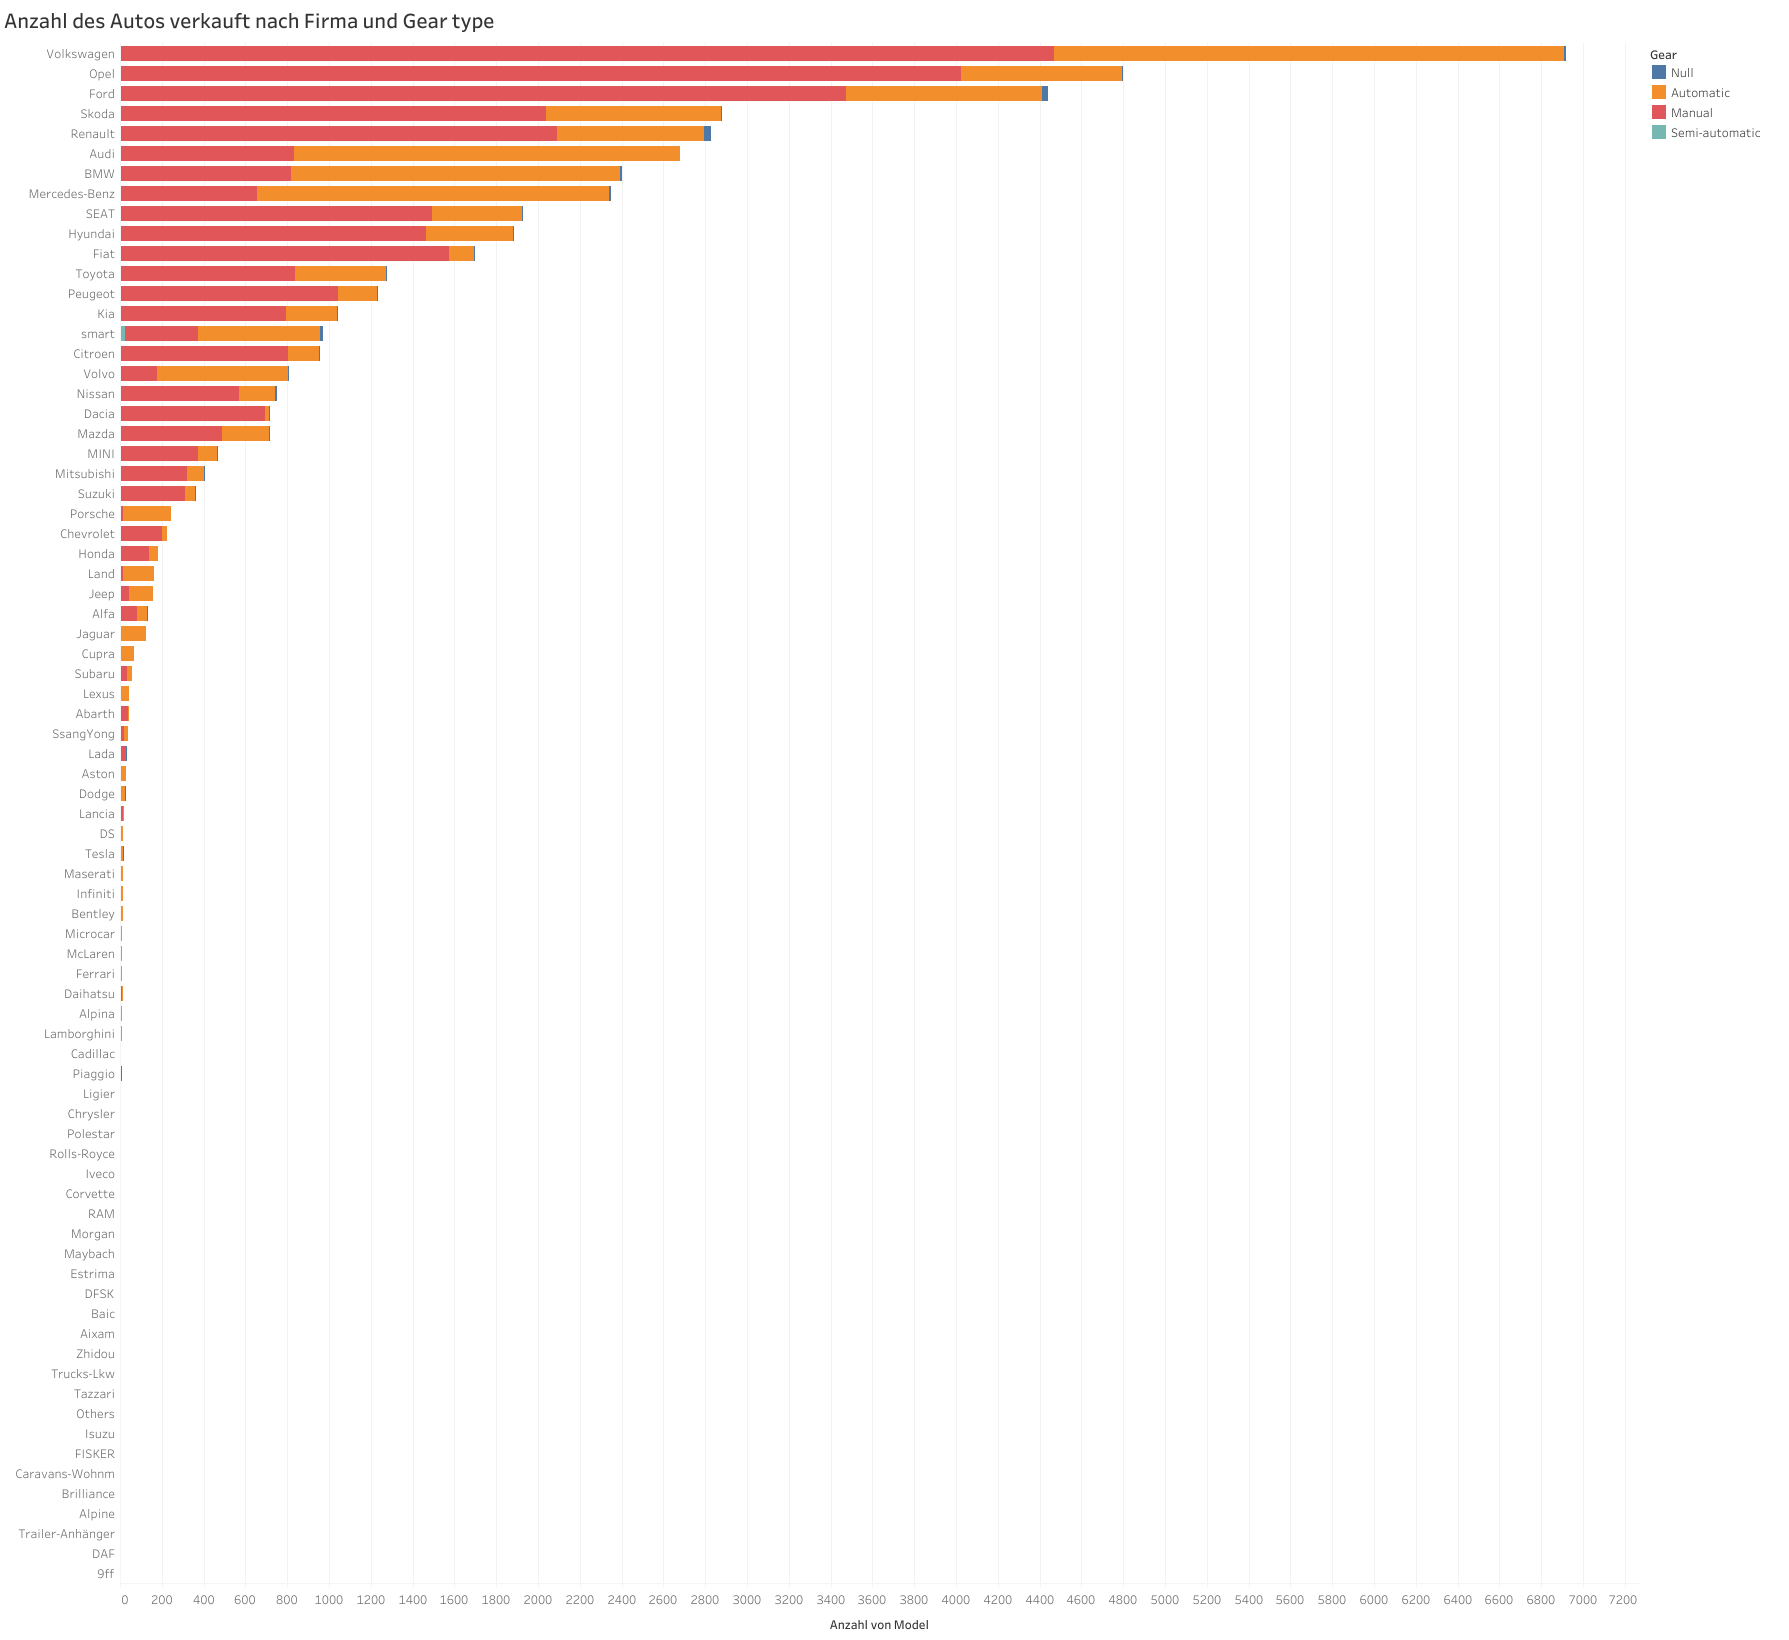 Anzahl des Autos verkauft nach Firma und Gear type
Volkswagen
Opel
Ford
Skoda
Renault
Audi
BMW
Mercedes-Benz
SEAT
Hyundai
Fiat
Toyota
Peugeot
Kia
smart
Citroen
Volvo
Nissan
Dacia
Mazda
MINI
Mitsubishi
Suzuki
Porsche
Chevrolet
Honda
Land
Jeep
Alfa
Jaguar
Cupra
Subaru
Lexus
Abarth
SsangYong
Lada
Aston
Dodge
Lancia
DS
Tesla
Maserati
Infiniti
Bentley
Microcar
McLaren
Ferrari
Daihatsu
Alpina
Lamborghini
Cadillac
Piaggio
Ligier
Chrysler
Polestar
Rolls-Royce
Iveco
Corvette
RAM
Morgan
Maybach
Estrima
DFSK
Baic
Aixam
Zhidou
Trucks-Lkw
Tazzari
Others
Isuzu
FISKER
Caravans-Wohnm
Brilliance
Alpine
Trailer-Anhänger
DAF
9ff
0 200 400 600 800 1000 1200 1400 1600 1800 2000 2200 2400 2600 2800 3000 3200 3400 3600 3800 4000 4200 4400 4600 4800 5000 5200 5400 5600 5800 6000 6200 6400 6600 6800 7000 7200
Anzahl von Model
Gear
Null
Automatic
Manual
Semi-automatic